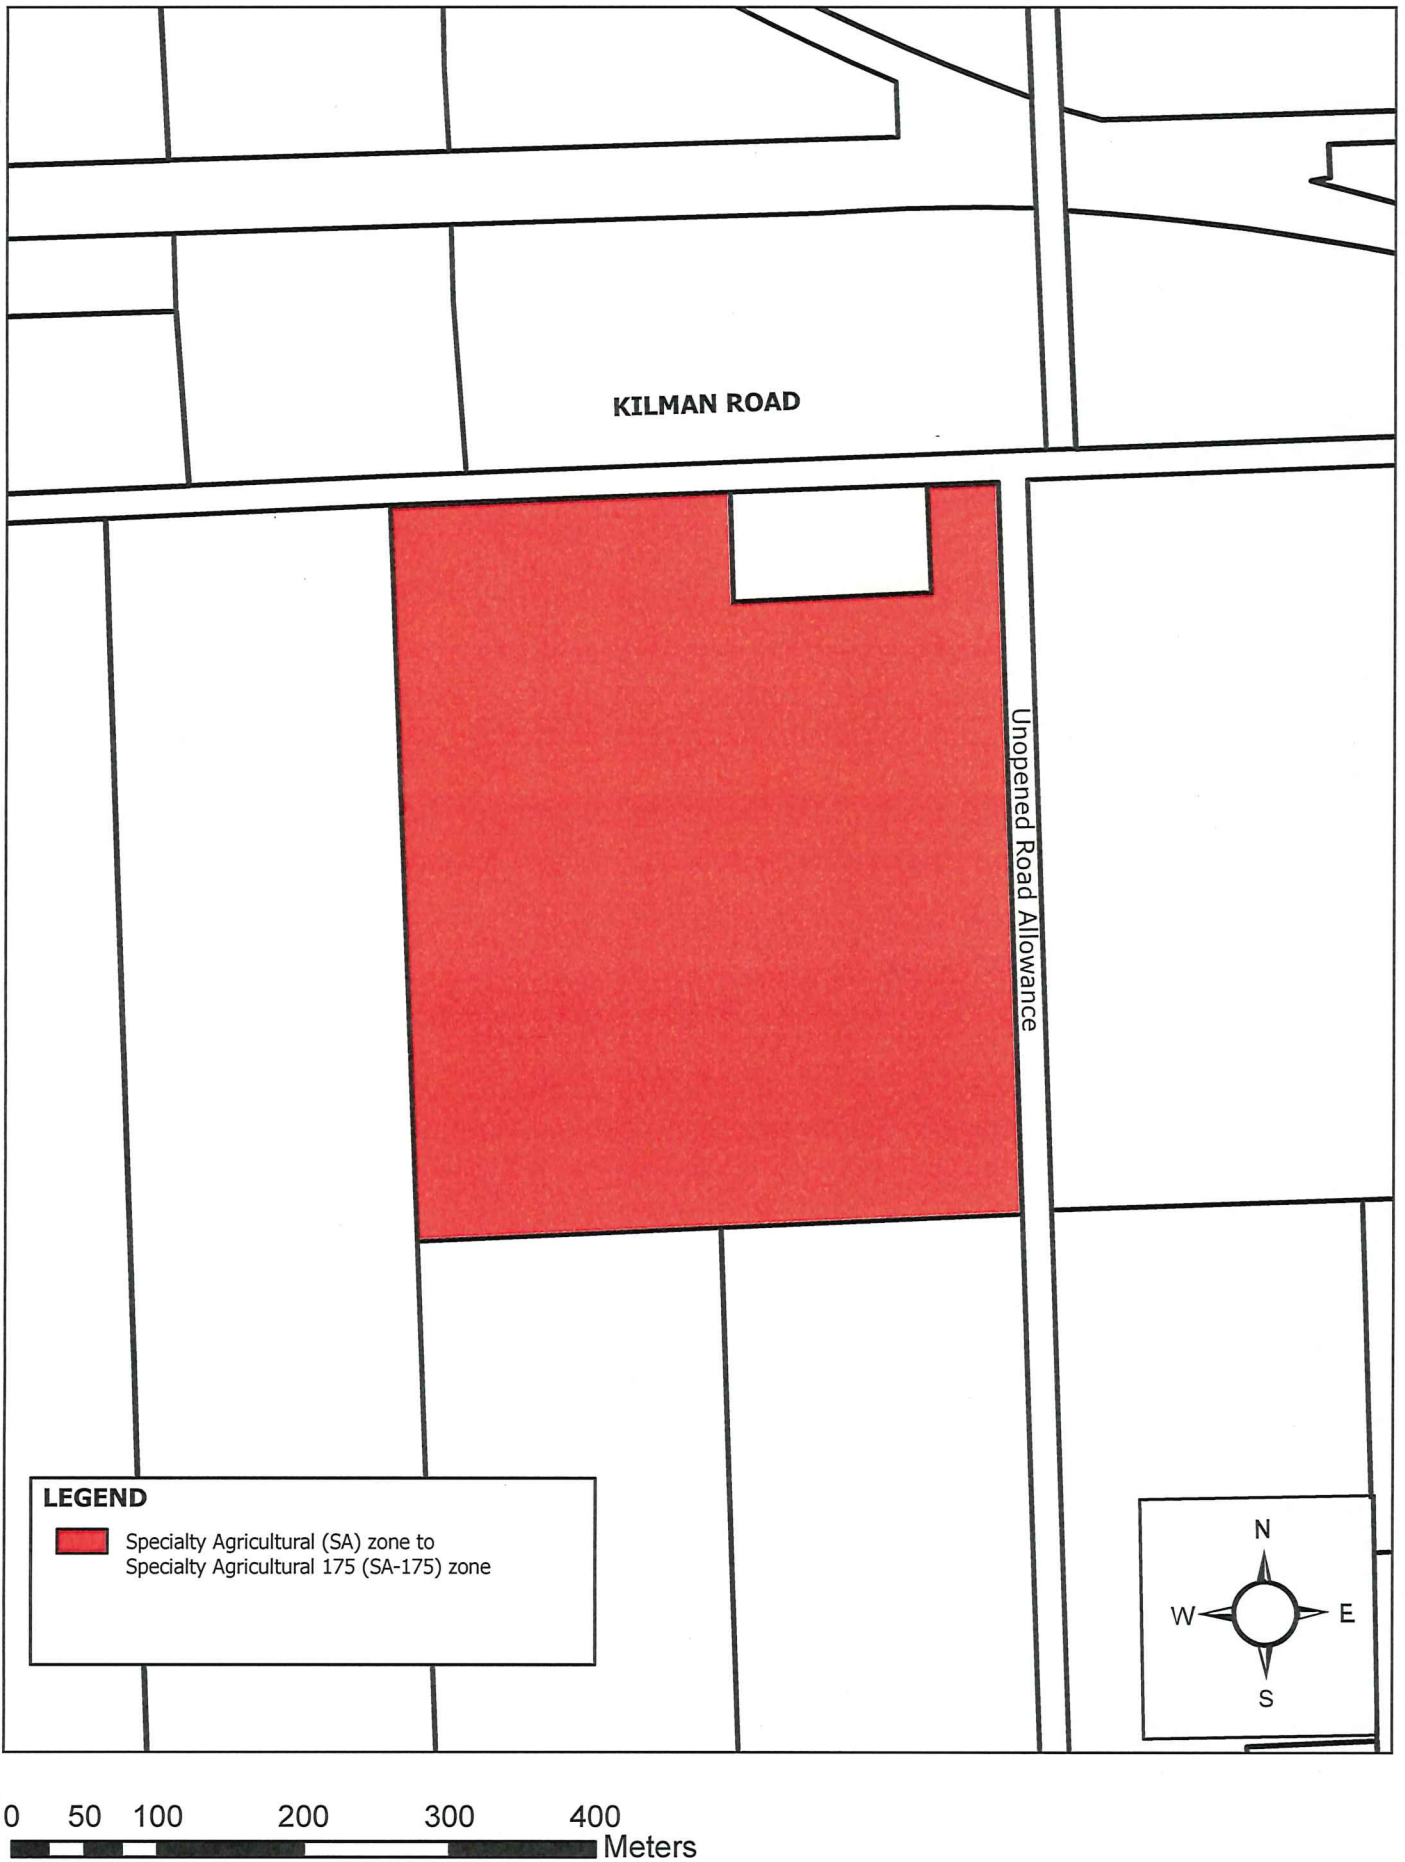 KILMAN ROAD
Unopened Road Allowance
LEGEND
Specialty Agricultural (SA) zone to
Specialty Agricultural 175 (SA-175) zone
N
W E
S
0 50 100 200 300 400
Meters